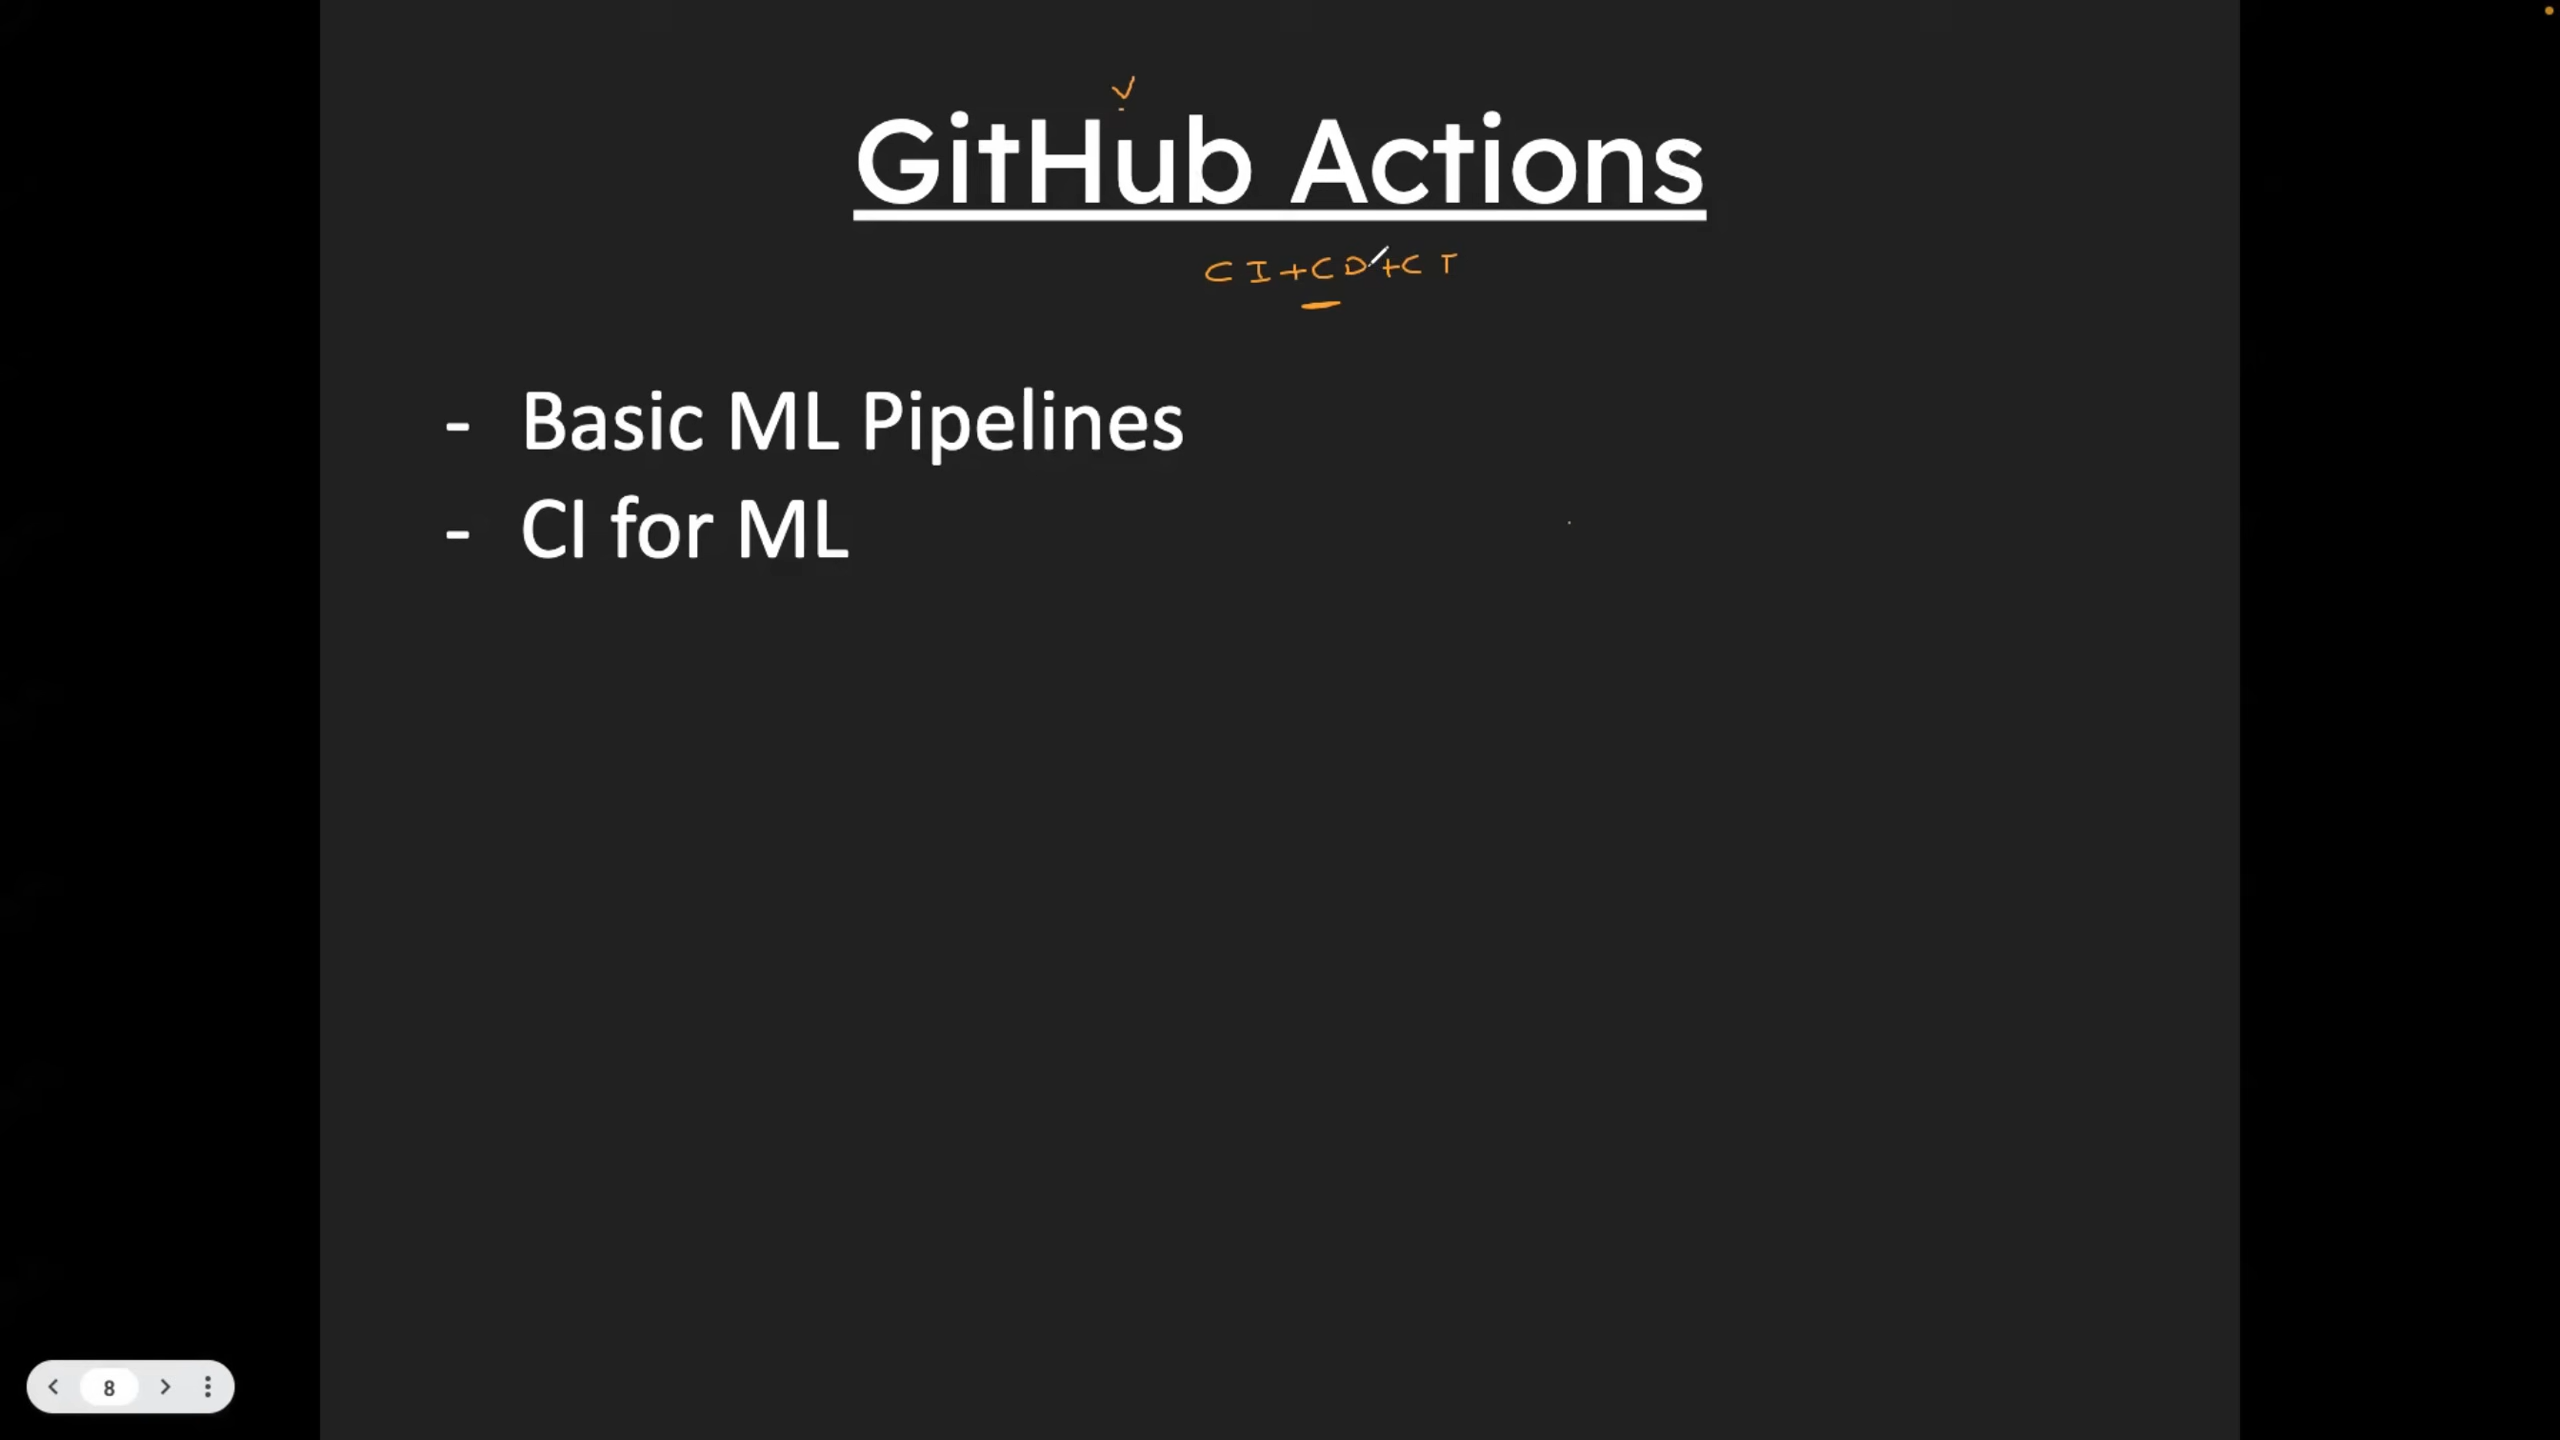 GitHub Actions
CI+CD+CT
- Basic ML Pipelines
- CI for ML
8